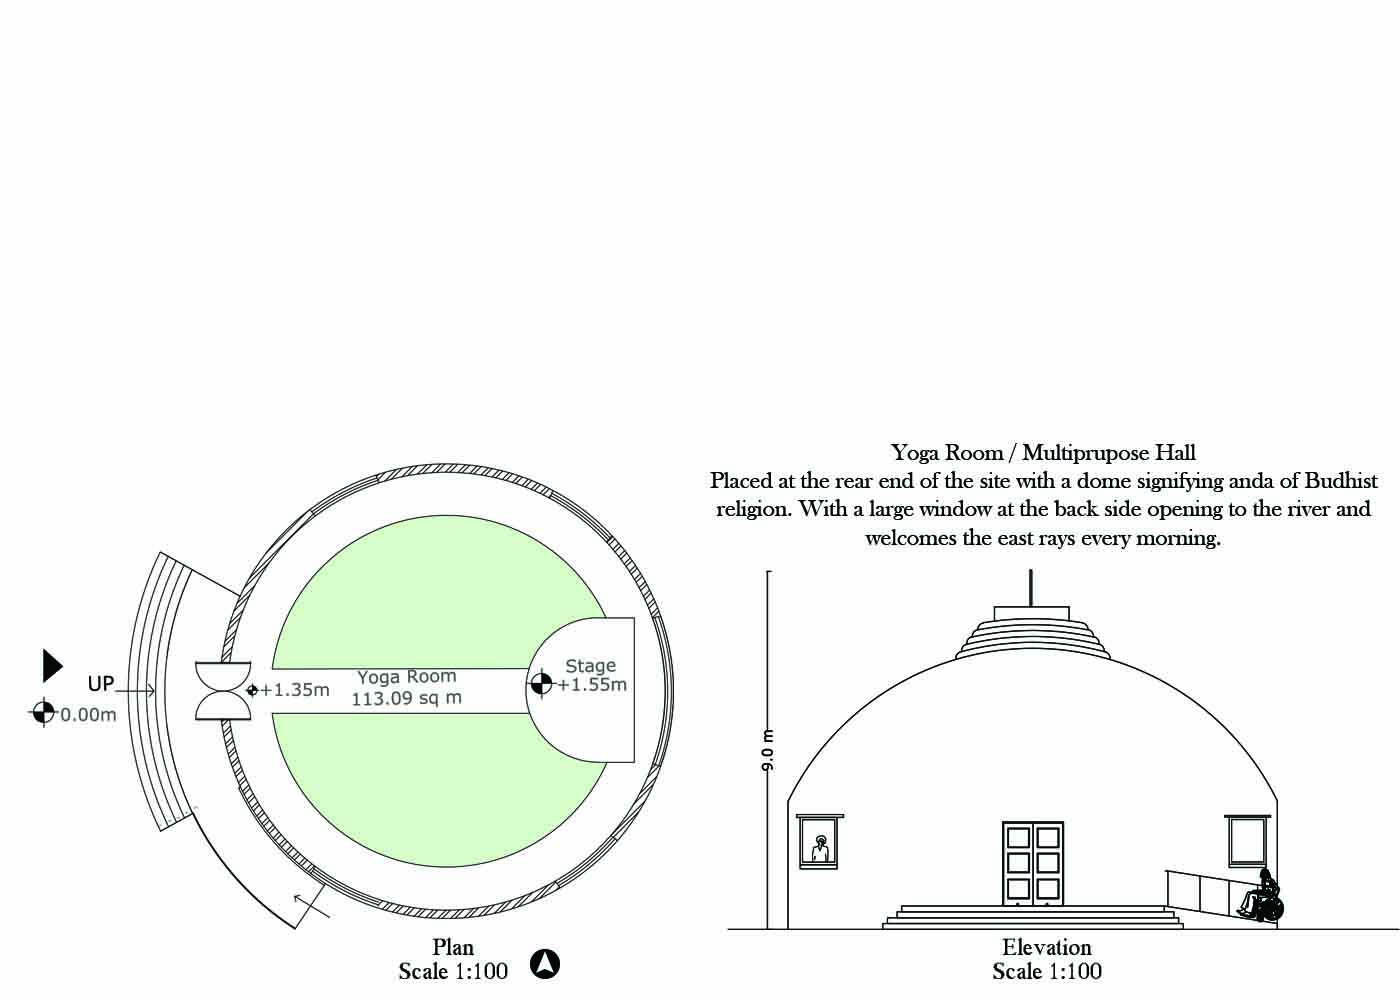 Yoga Room / Multiprupose Hall
Placed at the rear end of the site with a dome signifying anda of Budhist
religion. With a large window at the back side opening to the river and
welcomes the east rays every morning.
UP
0.00m
+1.35m
Yoga Room
113.09 sq m
Stage
+1.55m
9.0 m
Plan
Scale 1:100
Elevation
Scale 1:100